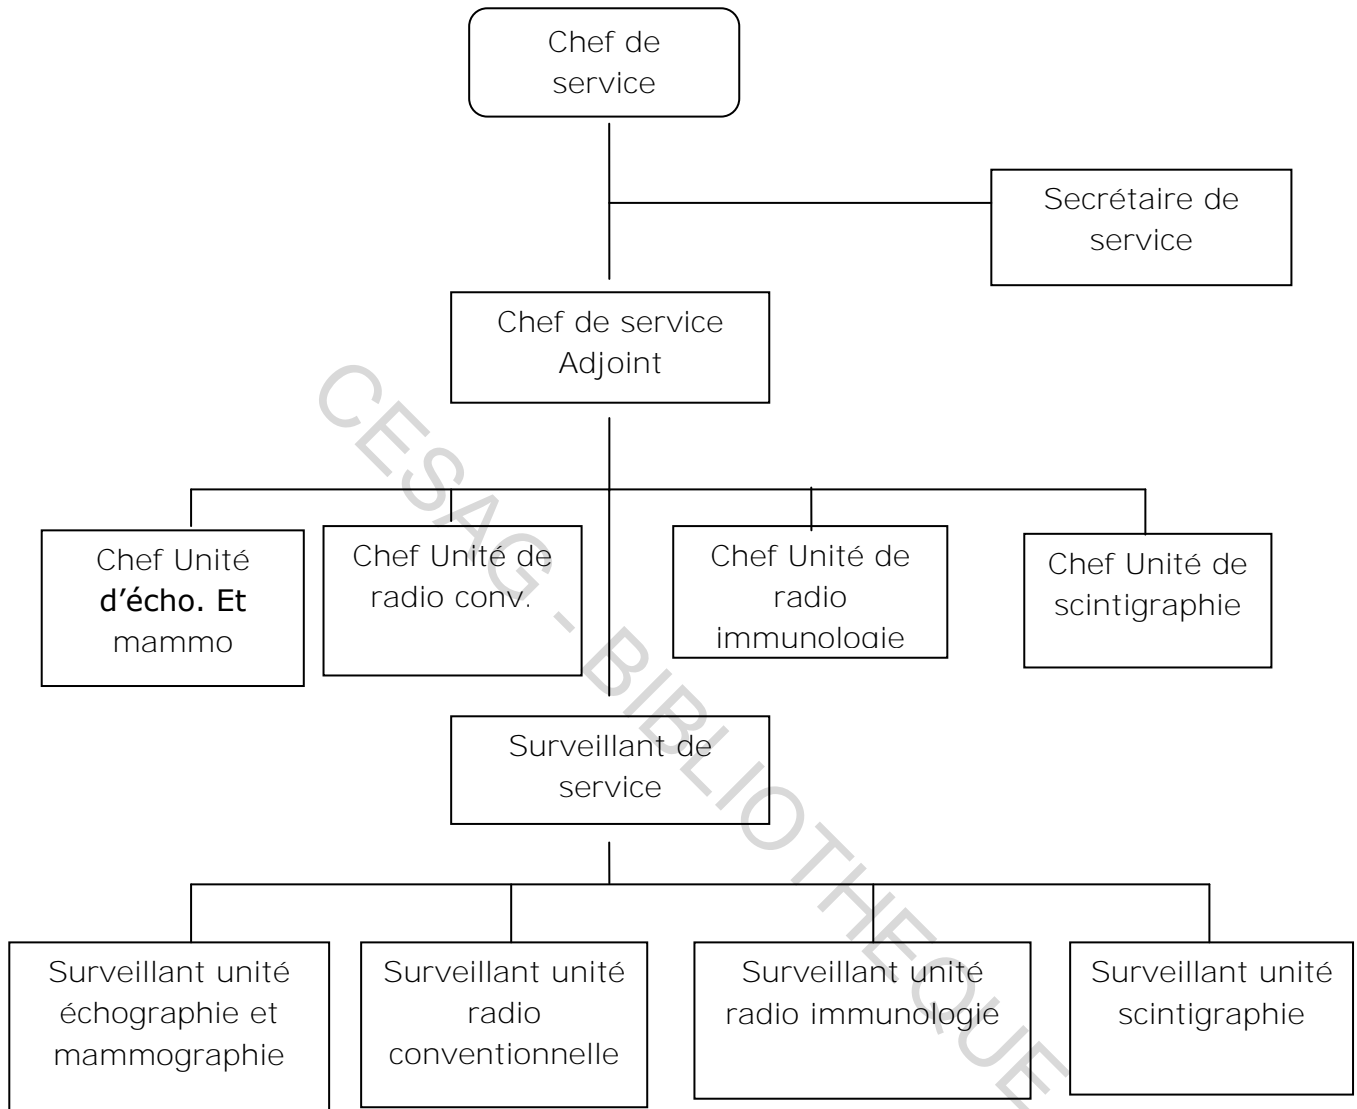 Chef de
service
Secrétaire de
service
Chef de service
Adjoint
Chef Unité
d’écho. Et
mammo
Chef Unité de
radio conv.
Chef Unité de
radio
immunologie
Chef Unité de
scintigraphie
Surveillant de
service
Surveillant unité
échographie et
mammographie
Surveillant unité
radio
conventionnelle
Surveillant unité
radio immunologie
Surveillant unité
scintigraphie
CESAG - BIBLIOTHEQUE